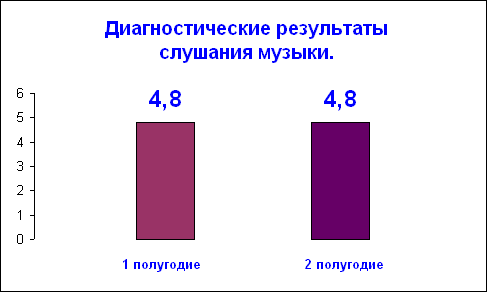 Диагностические результаты
слушания музыки.
4,8 4,8
6
5
4
3
2
1
0
1 полугодие 2 полугодие